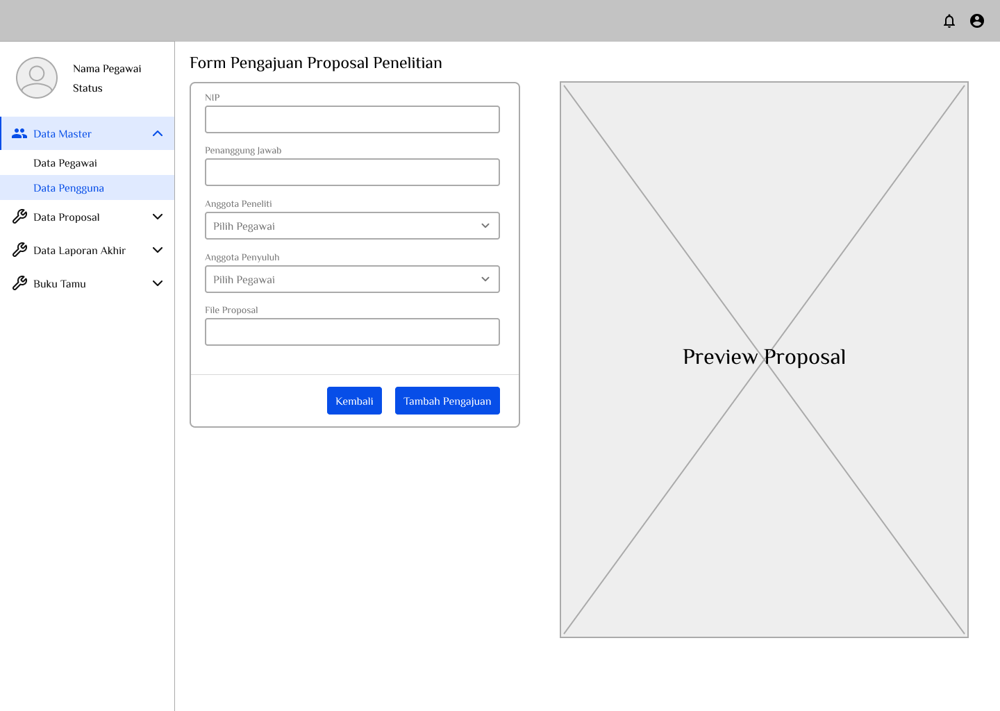 Nama Pegawai
Status
Data Master
Data Pegawai
Data Pengguna
Data Proposal
Data Laporan Akhir
Buku Tamu
Form Pengajuan Proposal Penelitian
NIP
Penanggung Jawab
Anggota Peneliti
Pilih Pegawai
Anggota Penyuluh
Pilih Pegawai
File Proposal
Kembali
Tambah Pengajuan
Preview Proposal